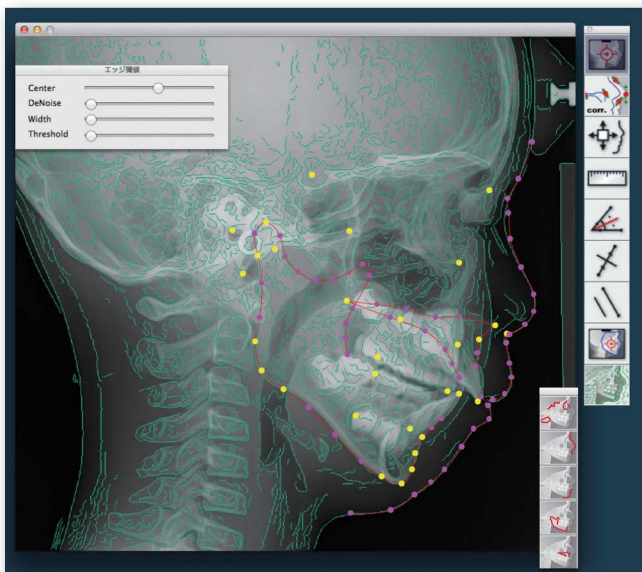 エッジ閾値
Center
DeNoise
Width
Threshold
corr.